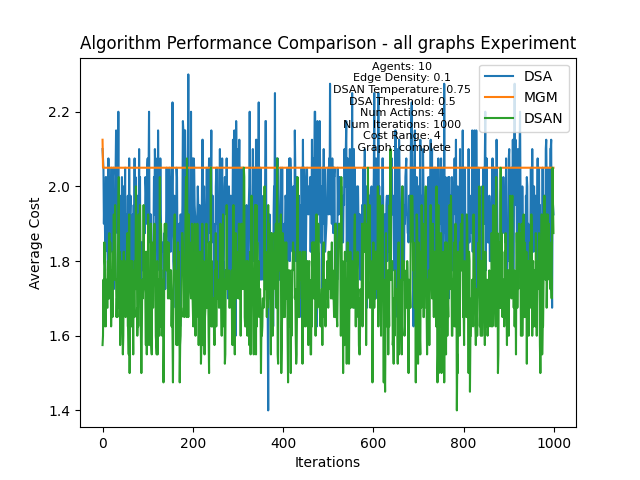 Algorithm Performance Comparison - all graphs Experiment
Agents: 10
Edge Density: 0.1
DSAN Temperature: 0.75
DSA Threshold: 0.5
Num Actions: 4
Num Iterations: 1000
Cost Range: 4
Graph: complete
DSA
MGM
DSAN
Average Cost
2.2
2.0
1.8
1.6
1.4
0
200
400
600
800
1000
Iterations